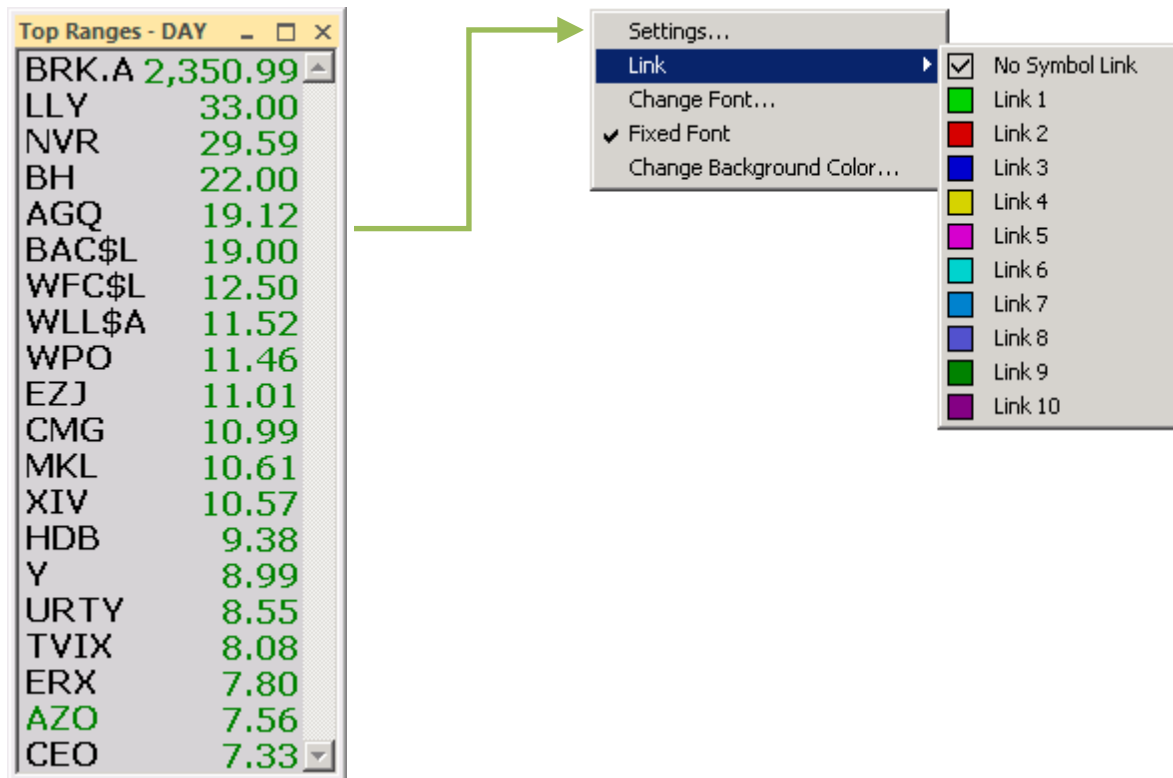 Top Ranges - DAY
BRK.A 2,350.99
LLY 33.00
NVR 29.59
BH 22.00
AGQ 19.12
BAC$L 19.00
WFC$L 12.50
WLL$A 11.52
WPO 11.46
EZJ 11.01
CMG 10.99
MKL 10.61
XIV 10.57
HDB 9.38
Y 8.99
URTY 8.55
TVIX 8.08
ERX 7.80
AZO 7.56
CEO 7.33
Settings...
Link
Change Font...
Fixed Font
Change Background Color...
No Symbol Link
Link 1
Link 2
Link 3
Link 4
Link 5
Link 6
Link 7
Link 8
Link 9
Link 10